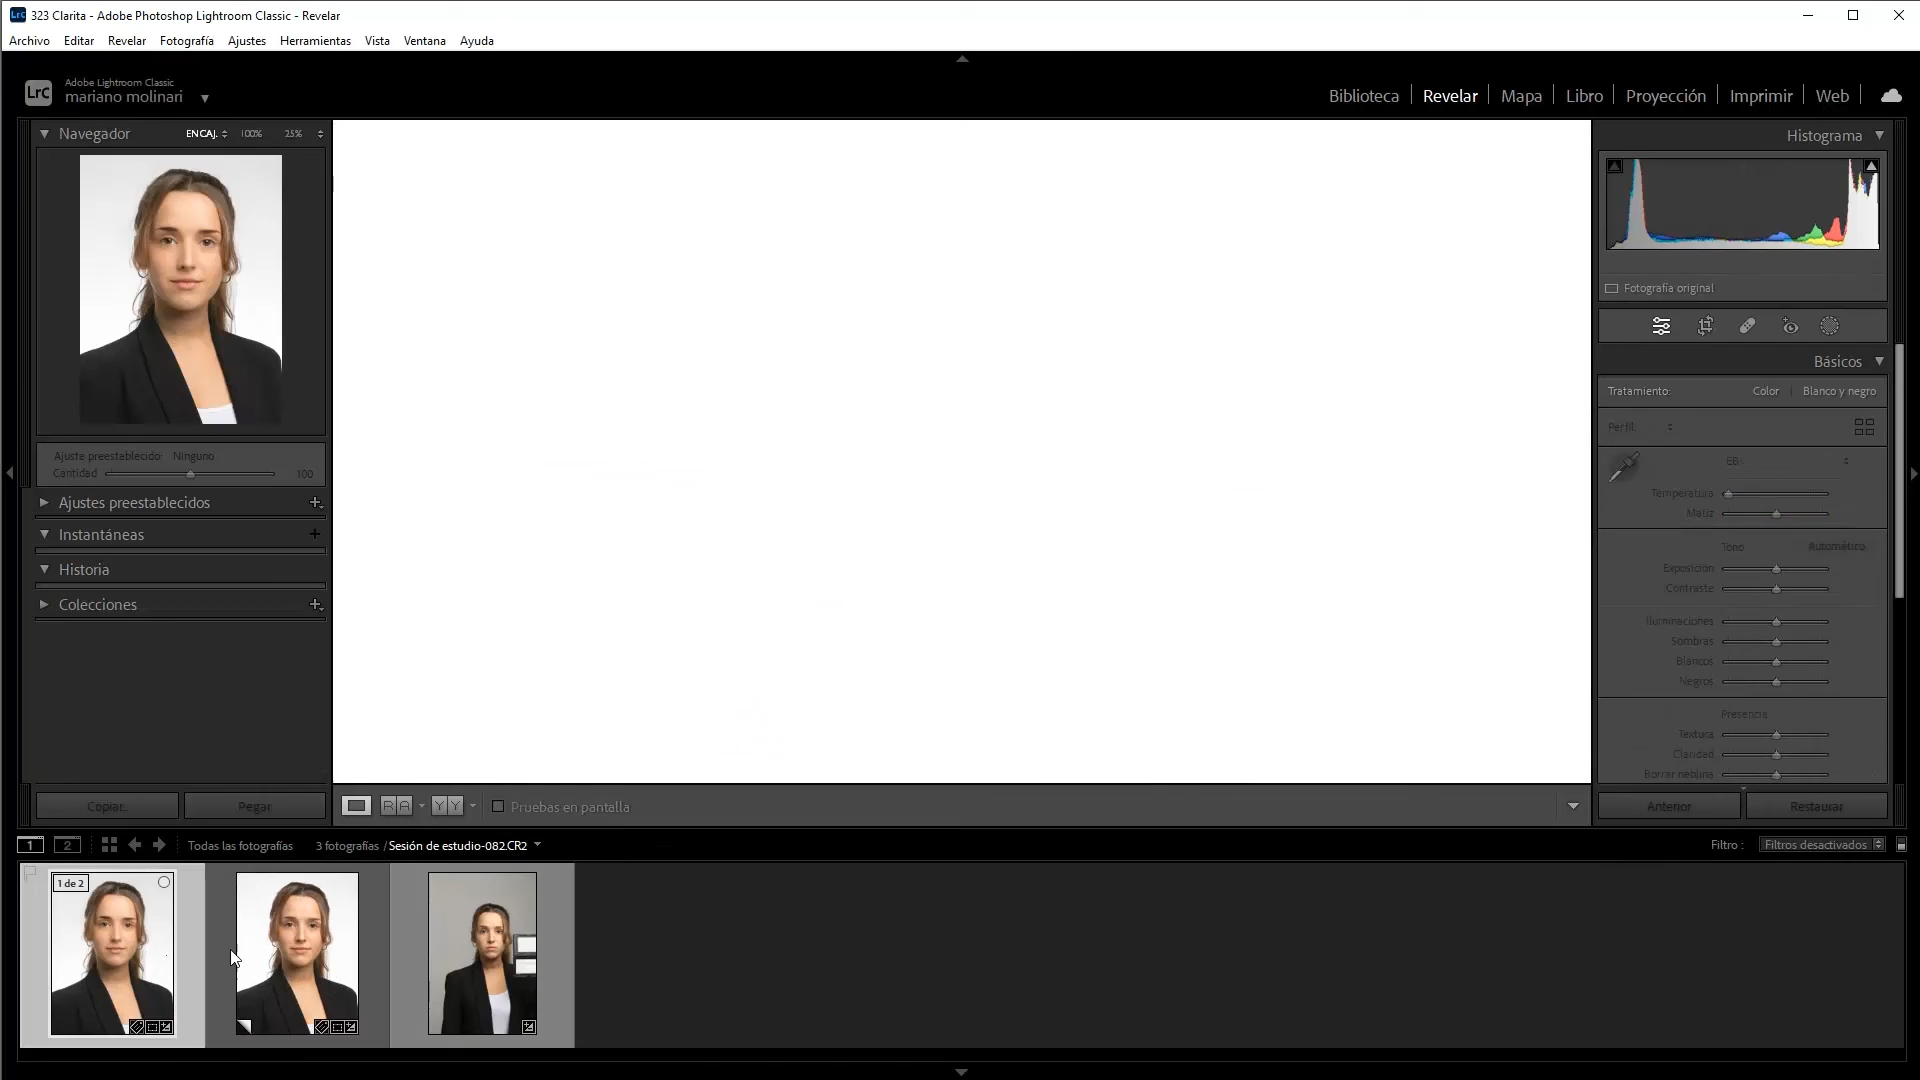 323 Clarita - Adobe Photoshop Lightroom Classic - Revelar
Archivo Editar Revelar Fotografía Ajustes Herramientas Vista Ventana Ayuda
LrC
Adobe Lightroom Classic
mariano molinari
Biblioteca Revelar Mapa Libro Proyección Imprimir Web
Navegador ENCAJ. 100% 25%
Histograma
Fotografía original
Básicos
Tratamiento: Color Blanco y negro
Perfil:
Ajuste preestablecido: Ninguno
Cantidad 100
Ajustes preestablecidos
Instantáneas
Historia
Colecciones
Temperatura
Matiz
Tono Automático
Exposición
Contraste
Iluminaciones
Sombras
Blancos
Negros
Presencia
Textura
Claridad
Borrar neblina
Copiar... Pegar
R A Y Y Pruebas en pantalla
Anterior Restaurar
1 2 Todas las fotografías 3 fotografías / Sesión de estudio-082.CR2
Filtro : Filtros desactivados
1 de 2